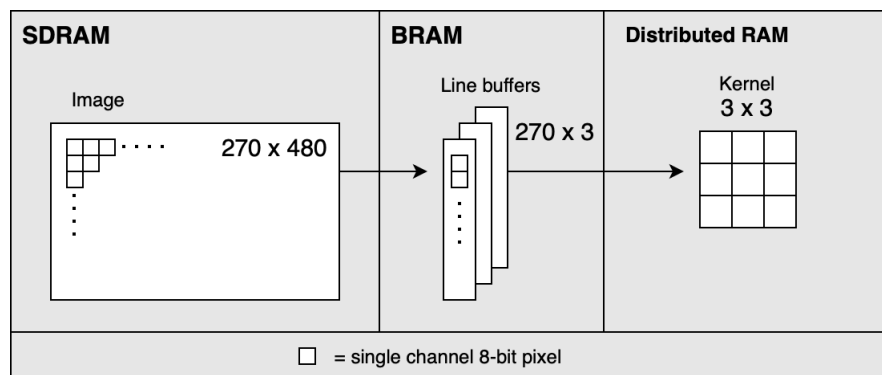 SDRAM
Image
270 x 480
BRAM
Line buffers
270 x 3
Distributed RAM
Kernel
3 x 3
= single channel 8-bit pixel